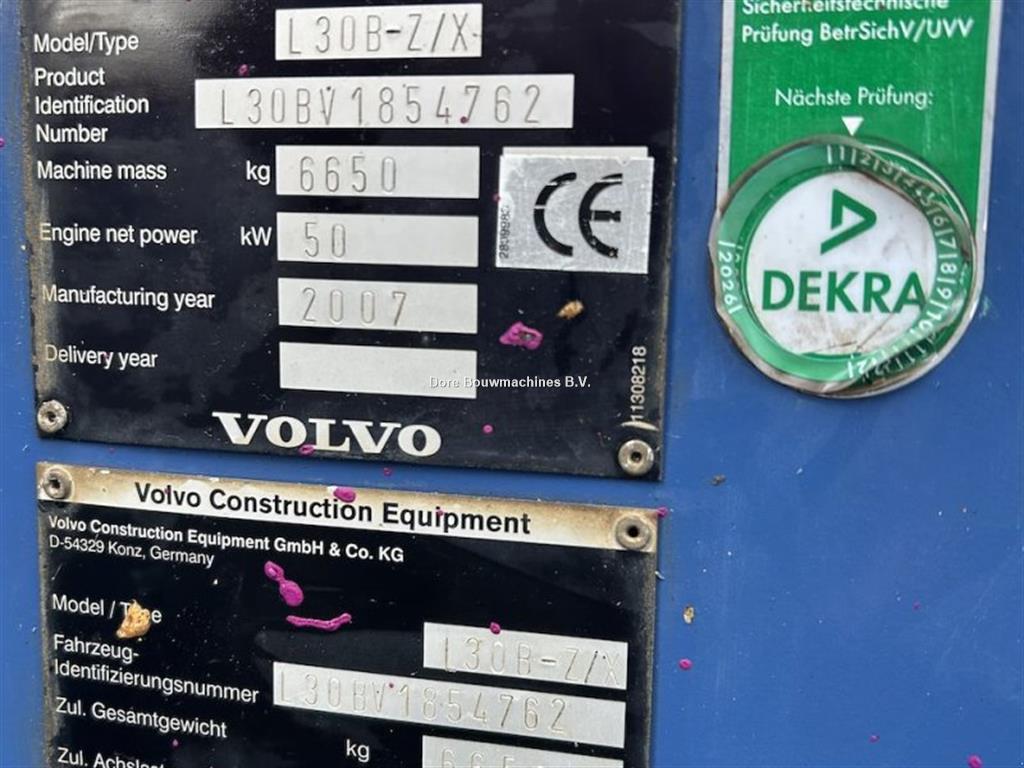 Model/Type L30B-Z/X
Product
Identification L30BV1854762
Number
Machine mass kg 6650
Engine net power kW 50
Manufacturing year 2007
Delivery year
CE
11308218
VOLVO
Dore Bouwmachines B.V.
Sicherheitstechnische
Prüfung BetrSichV/UVV
Nächste Prüfung:
DEKRA
2026
Volvo Construction Equipment
Volvo Construction Equipment GmbH & Co. KG
D-54329 Konz, Germany
Model / Type L30B-Z/X
Fahrzeug-
Identifizierungsnummer L30BV1854762
Zul. Gesamtgewicht
kg